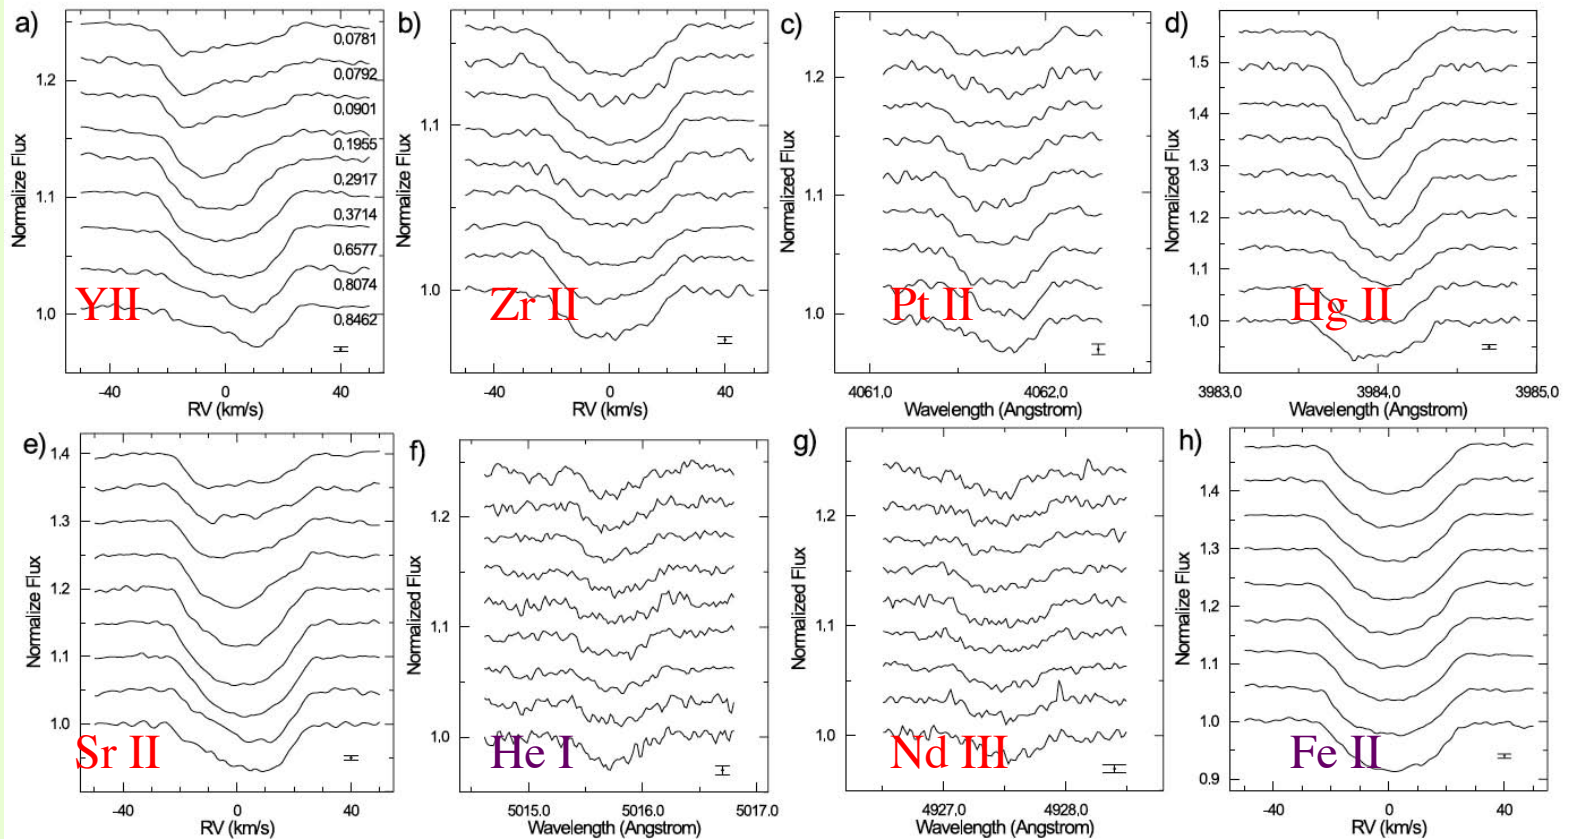 a)
Normalize Flux
1.2
1.1
1.0
0.0781
0.0792
0.0901
0.1955
0.2917
0.3714
0.6577
0.8074
0.8462
YII
-40
0
40
RV (km/s)
b)
Normalize Flux
1.1
1.0
Zr II
-40
0
40
RV (km/s)
c)
Normalized Flux
1.2
1.1
1.0
Pt II
4061,0
4062,0
Wavelength (Angstrom)
d)
Normalized Flux
1.5
1.4
1.3
1.2
1.1
1.0
Hg II
3983,0
3984,0
3985,0
Wavelength (Angstrom)
e)
Normalize Flux
1.4
1.3
1.2
1.1
1.0
Sr II
-40
0
40
RV (km/s)
f)
Normalized Flux
1.2
1.1
1.0
He I
5015.0
5016.0
5017.0
Wavelength (Angstrom)
g)
Normalized Flux
1.2
1.1
1.0
Nd III
4927,0
4928,0
Wavelength (Angstrom)
h)
Normalized Flux
1.4
1.3
1.2
1.1
1.0
0.9
Fe II
-40
0
40
RV (km/s)